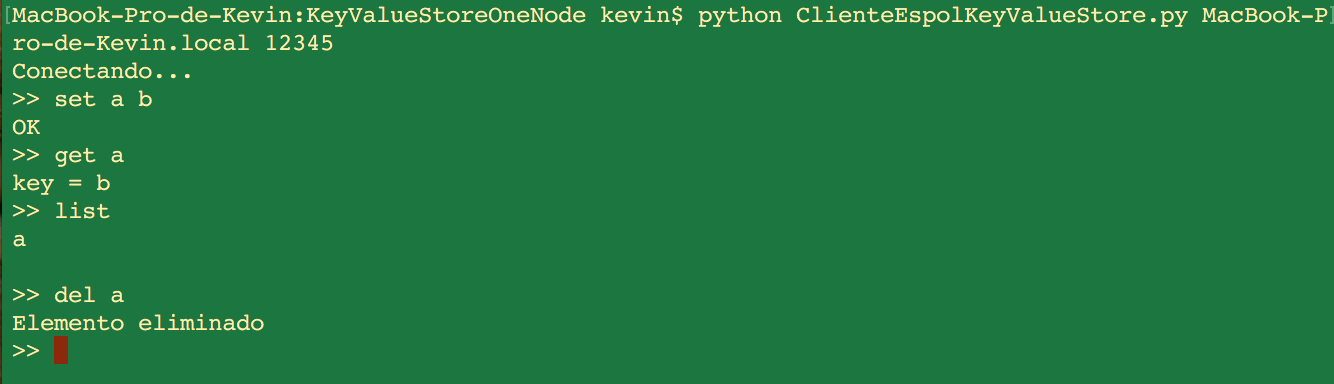 [MacBook-Pro-de-Kevin:KeyValueStoreOneNode kevin$ python ClienteEspolKeyValueStore.py MacBook-P]
ro-de-Kevin.local 12345
Conectando...
>> set a b
OK
>> get a
key = b
>> list
a
>> del a
Elemento eliminado
>>